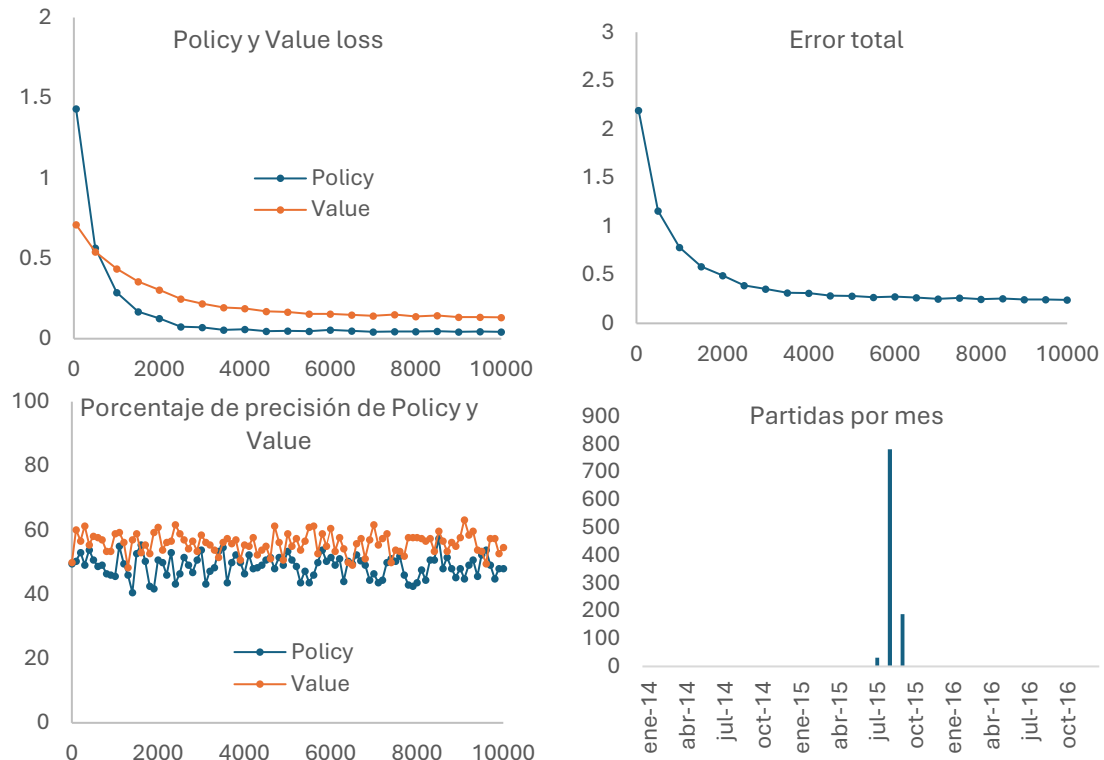 Policy y Value loss
2
1.5
1
0.5
0
Policy
Value
0 2000 4000 6000 8000 10000
Error total
3
2.5
2
1.5
1
0.5
0
0 2000 4000 6000 8000 10000
Porcentaje de precisión de Policy y
Value
100
80
60
40
20
0
Policy
Value
0 2000 4000 6000 8000 10000
Partidas por mes
900
800
700
600
500
400
300
200
100
0
ene-14
abr-14
jul-14
oct-14
ene-15
abr-15
jul-15
oct-15
ene-16
abr-16
jul-16
oct-16